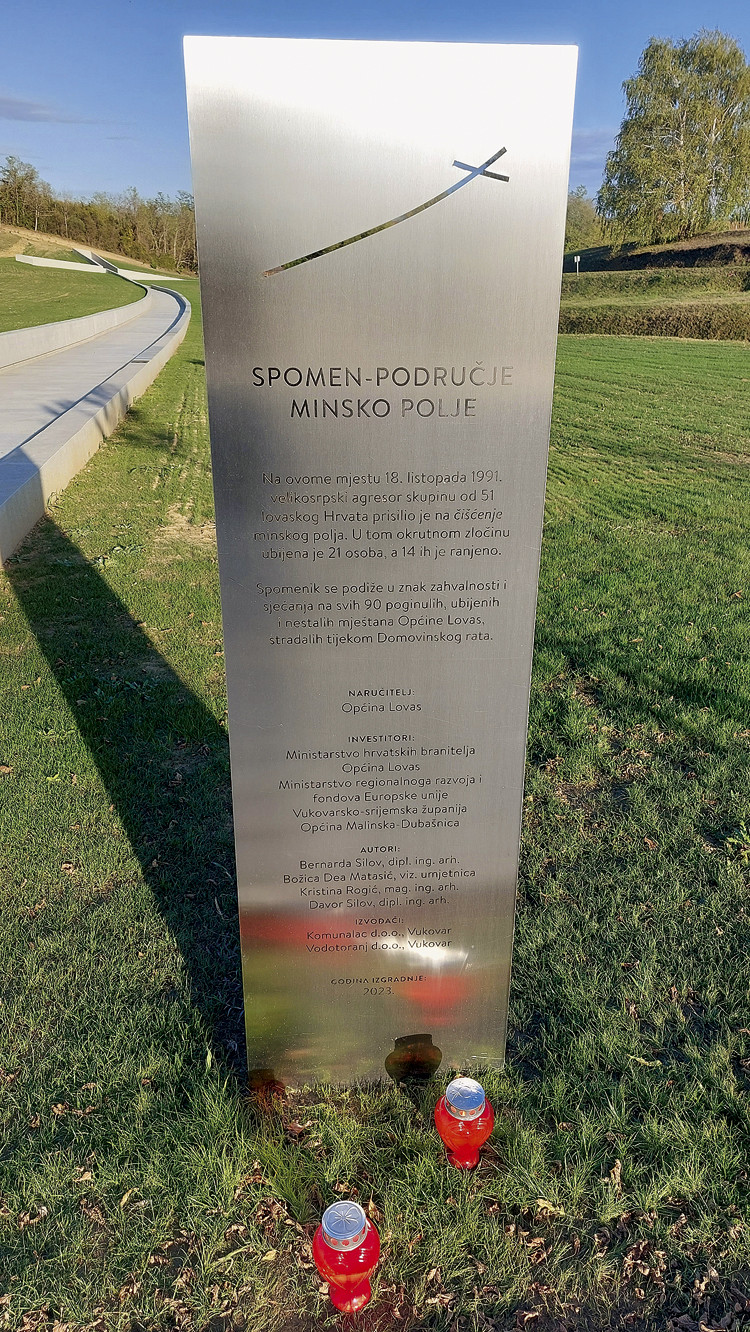 SPOMEN-PODRUČJE
MINSKO POLJE
Na ovome mjestu 18. listopada 1991.
velikosrpski agresor skupinu od 51
lovaskog Hrvata prisilio je na čišćenje
minskog polja. U tom okrutnom zločinu
ubijena je 21 osoba, a 14 ih je ranjeno.
Spomenik se podiže u znak zahvalnosti i
sjećanja na svih 90 poginulih, ubijenih
i nestalih mještana Općine Lovas,
stradalih tijekom Domovinskog rata.
NARUČITELJ:
Općina Lovas
INVESTITORI:
Ministarstvo hrvatskih branitelja
Općina Lovas
Ministarstvo regionalnoga razvoja i
fondova Europske unije
Vukovarsko-srijemska županija
Općina Malinska-Dubašnica
AUTORI:
Bernarda Silov, dipl. ing. arh.
Božica Dea Matasić, viz. umjetnica
Kristina Rogić, mag. ing. arh.
Davor Silov, dipl. ing. arh.
IZVOĐAČI:
Komunalac d.o.o., Vukovar
Vodotoranj d.o.o., Vukovar
GODINA IZGRADNJE:
2023.